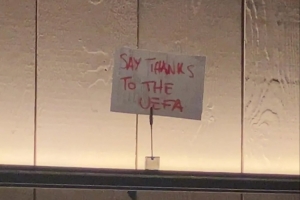 SAY THANKS
TO THE
UEFA